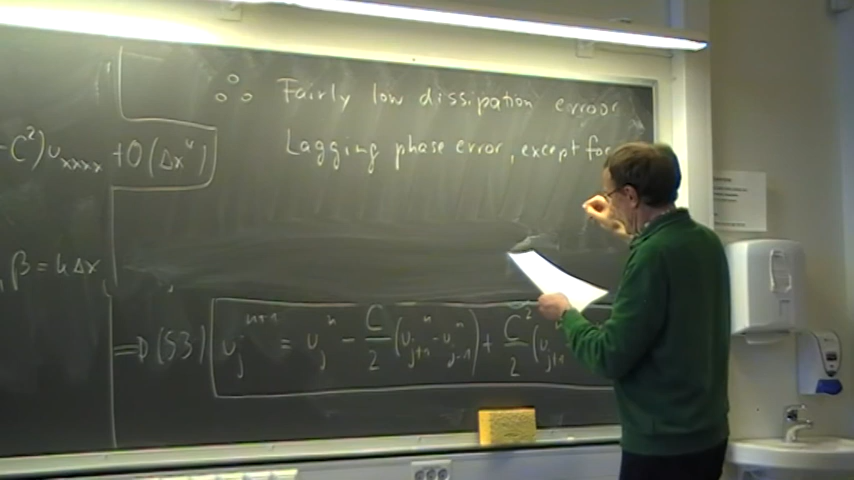 ∴ Fairly low dissipation error
Lagging phase error, except for
-C²)u_xxxx + O(Δx⁴)
, β = kΔx
⇒ (53) u_j^{n+1} = u_j^n - C/2 (u_{j+1}^n - u_{j-1}^n) + C²/2 (u_{j+1}^n